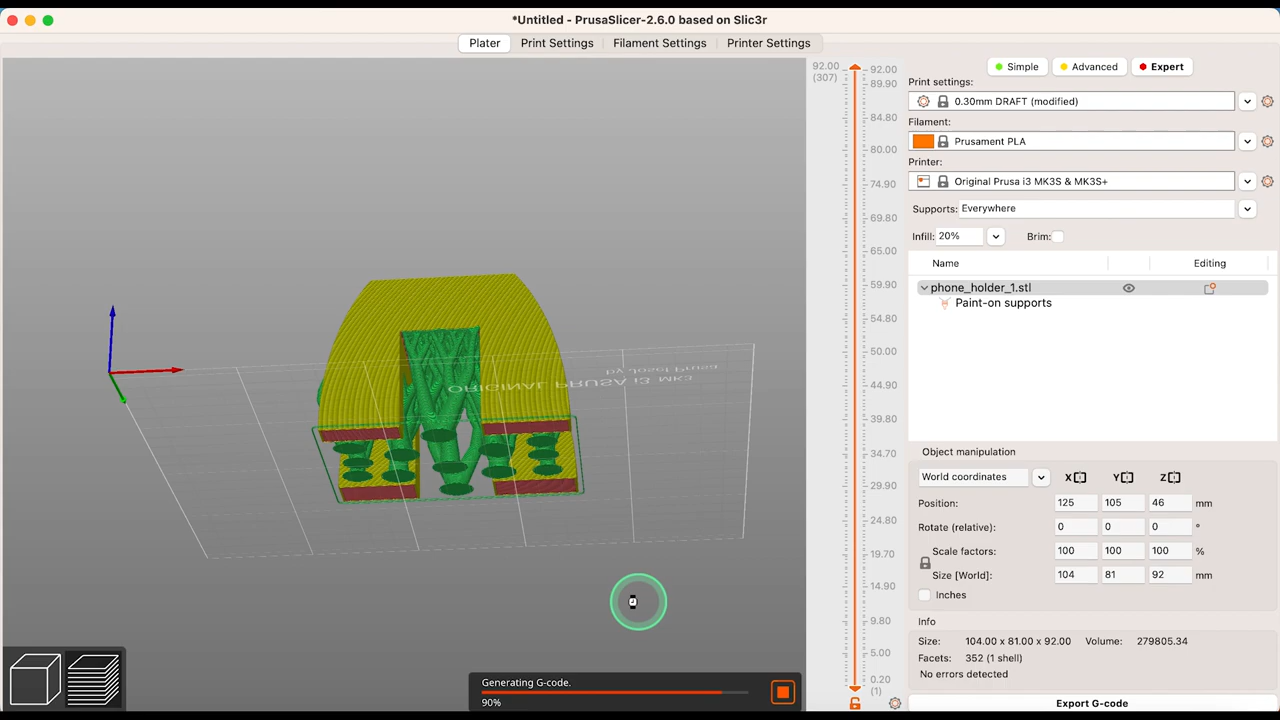 *Untitled - PrusaSlicer-2.6.0 based on Slic3r
Plater
Print Settings
Filament Settings
Printer Settings
92.00
(307)
92.00
89.90
84.80
80.00
74.90
69.80
65.00
59.90
54.80
50.00
44.90
39.80
34.70
29.90
24.80
19.70
14.90
9.80
5.00
0.20
(1)
by Josef Prusa
ORIGINAL PRUSA i3 MK3
Generating G-code.
90%
Simple
Advanced
Expert
Print settings:
0.30mm DRAFT (modified)
Filament:
Prusament PLA
Printer:
Original Prusa i3 MK3S & MK3S+
Supports: Everywhere
Infill: 20% Brim:
Name Editing
phone_holder_1.stl
Paint-on supports
Object manipulation
World coordinates X Y Z
Position: 125 105 46 mm
Rotate (relative): 0 0 0 °
Scale factors: 100 100 100 %
Size [World]: 104 81 92 mm
Inches
Info
Size: 104.00 x 81.00 x 92.00 Volume: 279805.34
Facets: 352 (1 shell)
No errors detected
Export G-code